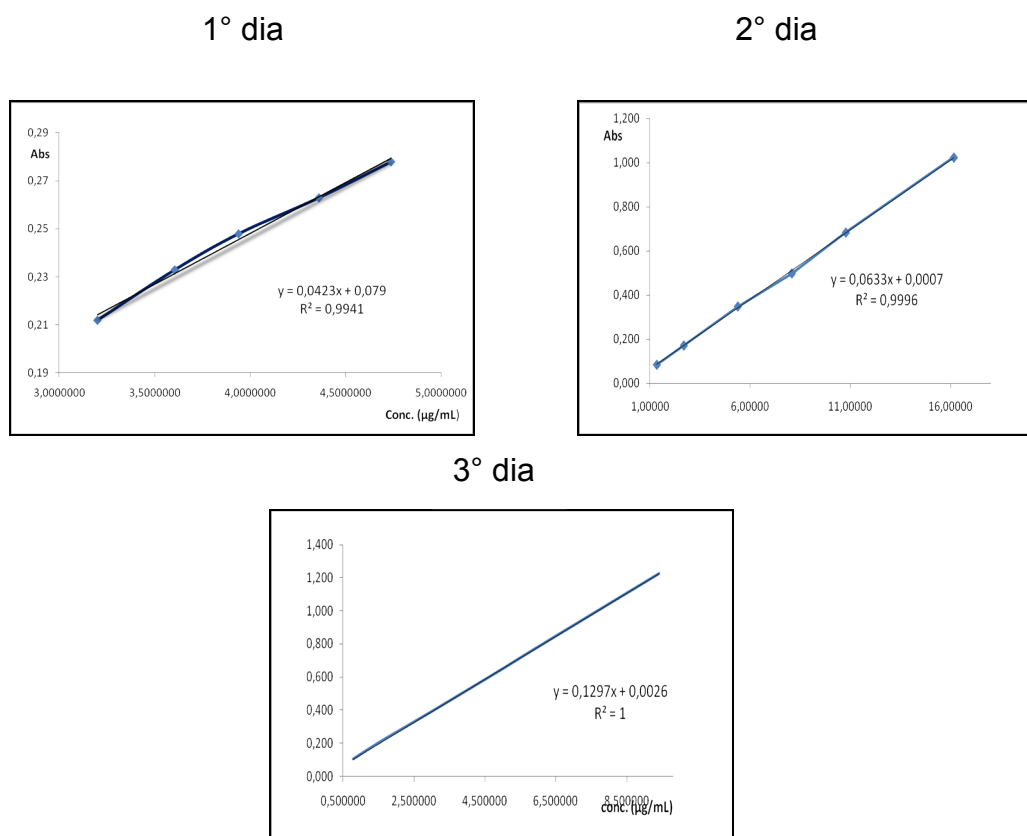 1° dia
2° dia
0,29
Abs
0,27
0,25
0,23
0,21
0,19
y = 0,0423x + 0,079
R² = 0,9941
3,0000000 3,5000000 4,0000000 4,5000000 5,0000000
Conc. (µg/mL)
1,200
Abs
1,000
0,800
0,600
0,400
0,200
0,000
y = 0,0633x + 0,0007
R² = 0,9996
1,00000 6,00000 11,00000 16,00000
3° dia
1,400
1,200
1,000
0,800
0,600
0,400
0,200
0,000
y = 0,1297x + 0,0026
R² = 1
0,500000 2,500000 4,500000 6,500000 8,500000
conc. (µg/mL)